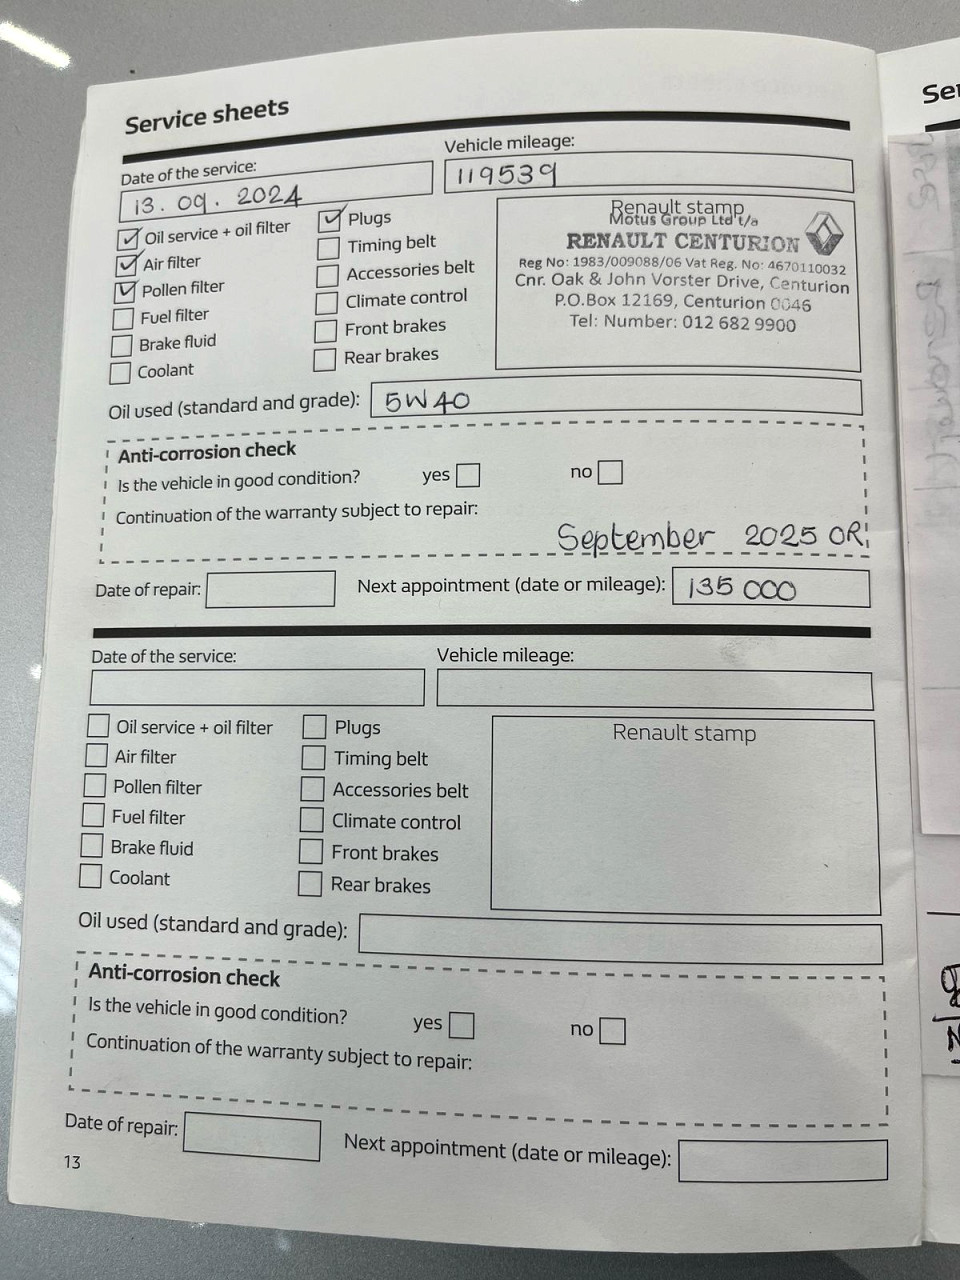 Service sheets
Date of the service:
13.09.2024
Vehicle mileage:
119539
Oil service + oil filter
Air filter
Pollen filter
Fuel filter
Brake fluid
Coolant
Plugs
Timing belt
Accessories belt
Climate control
Front brakes
Rear brakes
Renault stamp
Motus Group Ltd t/a
RENAULT CENTURION
Reg No: 1983/009088/06 Vat Reg. No: 4670110032
Cnr. Oak & John Vorster Drive, Centurion
P.O.Box 12169, Centurion 0046
Tel: Number: 012 682 9900
Oil used (standard and grade): 5W40
Anti-corrosion check
Is the vehicle in good condition? yes no
Continuation of the warranty subject to repair:
September 2025 OR
Date of repair: Next appointment (date or mileage): 135 000
Date of the service:
Vehicle mileage:
Oil service + oil filter
Air filter
Pollen filter
Fuel filter
Brake fluid
Coolant
Plugs
Timing belt
Accessories belt
Climate control
Front brakes
Rear brakes
Renault stamp
Oil used (standard and grade):
Anti-corrosion check
Is the vehicle in good condition? yes no
Continuation of the warranty subject to repair:
Date of repair: Next appointment (date or mileage):
13